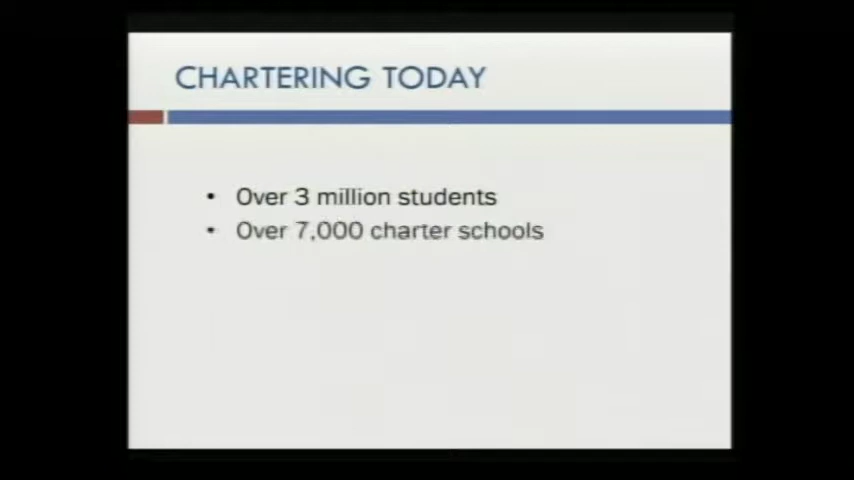 CHARTERING TODAY
• Over 3 million students
• Over 7,000 charter schools